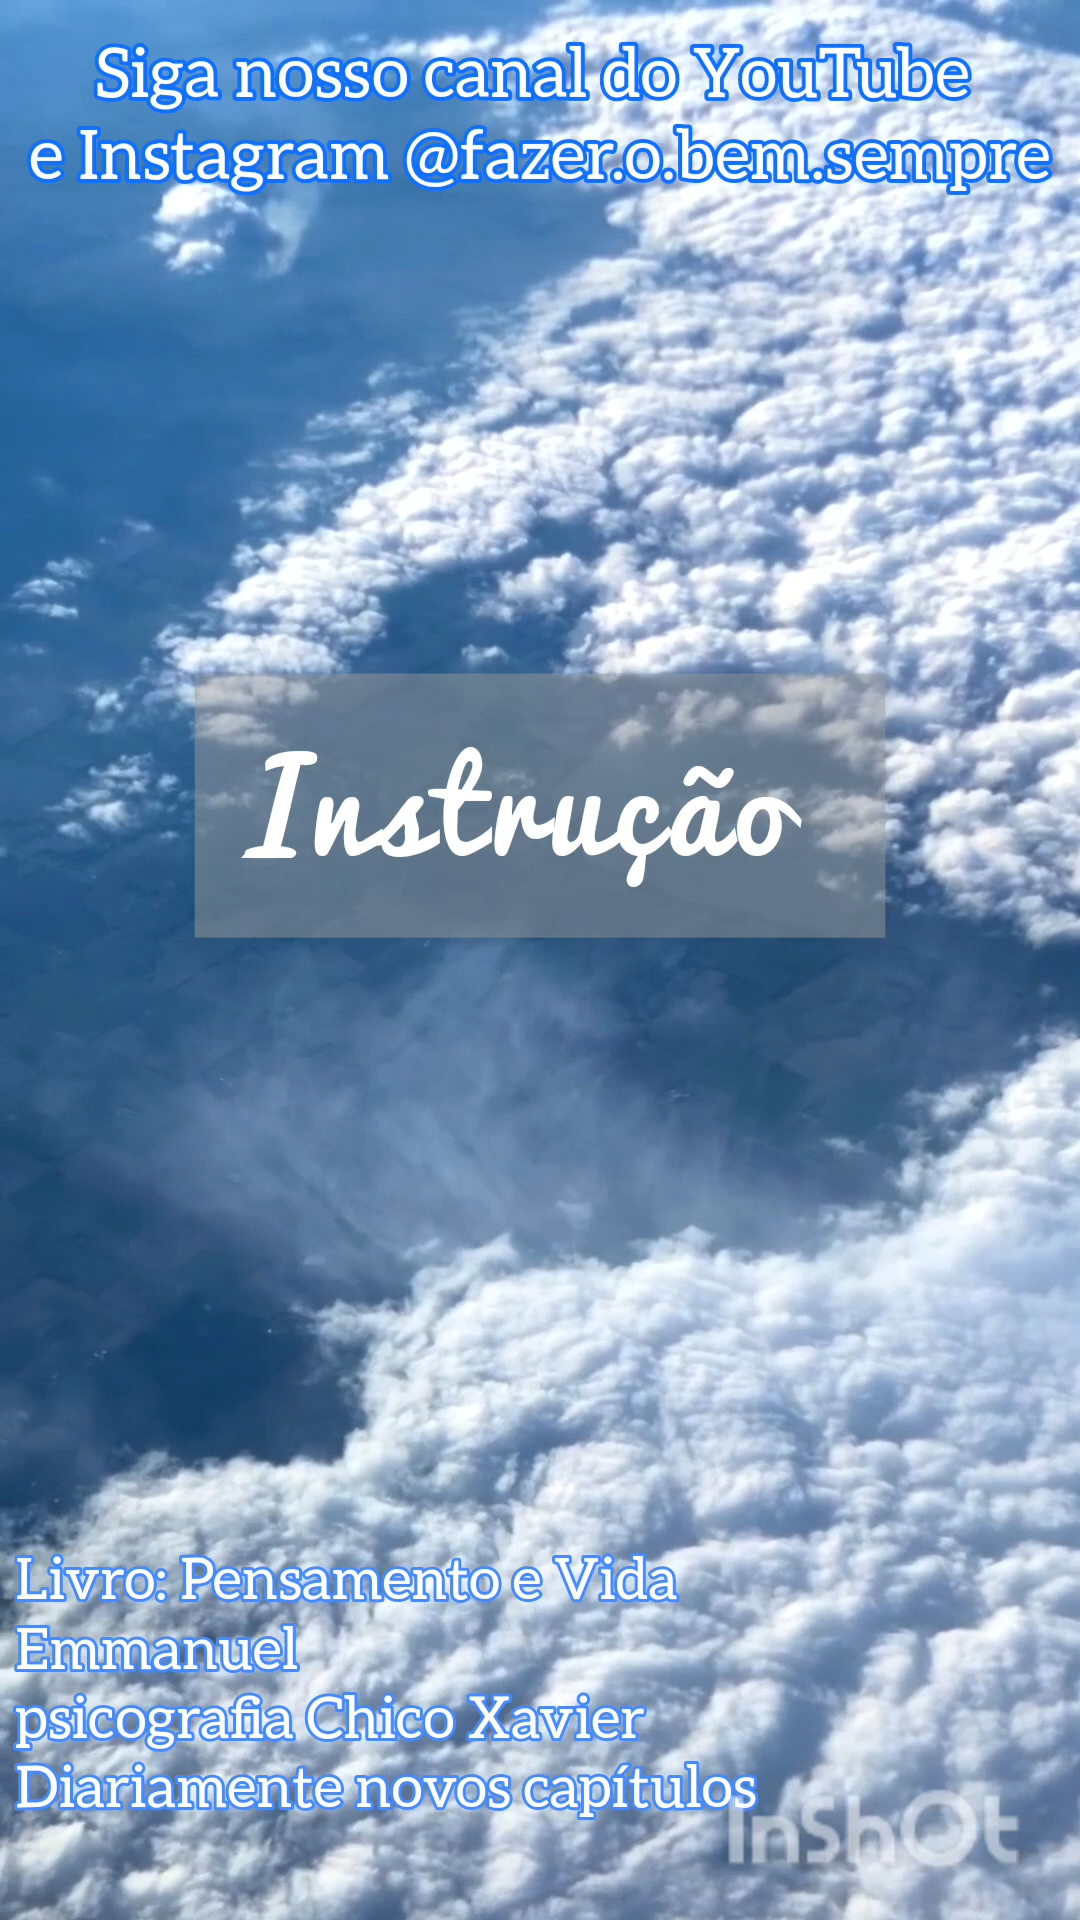 Siga nosso canal do YouTube
e Instagram @fazer.o.bem.sempre
Instrução
Livro: Pensamento e Vida
Emmanuel
psicografia Chico Xavier
Diariamente novos capítulos
InShOt